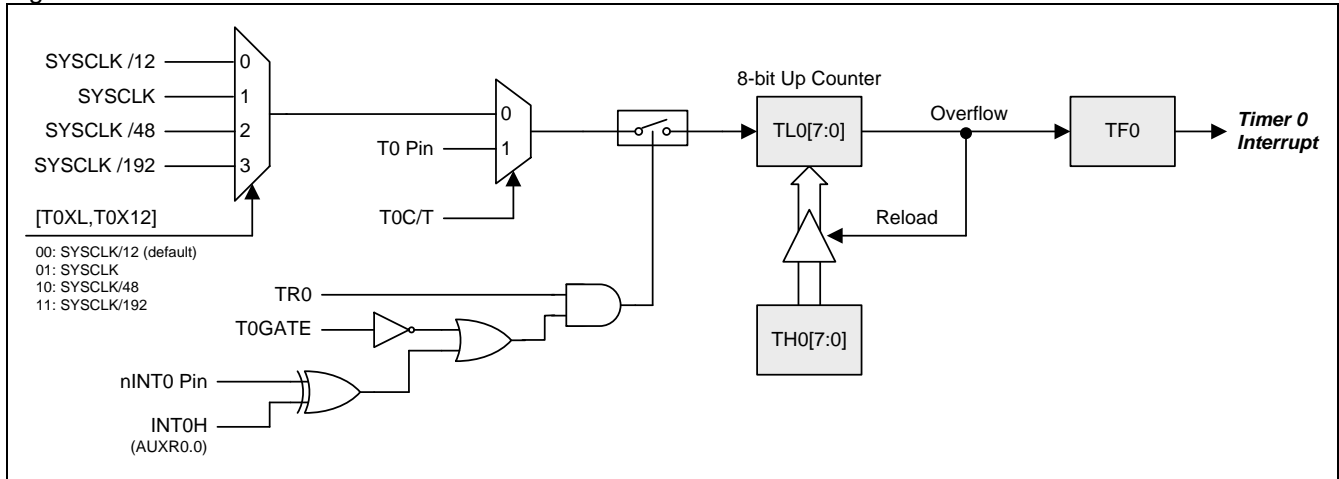 SYSCLK /12
SYSCLK
SYSCLK /48
SYSCLK /192
0
1
2
3
[T0XL,T0X12]
00: SYSCLK/12 (default)
01: SYSCLK
10: SYSCLK/48
11: SYSCLK/192
T0 Pin
0
1
T0C/T
TR0
T0GATE
nINT0 Pin
INT0H
(AUXR0.0)
8-bit Up Counter
TL0[7:0]
Overflow
Reload
TH0[7:0]
TF0
Timer 0
Interrupt